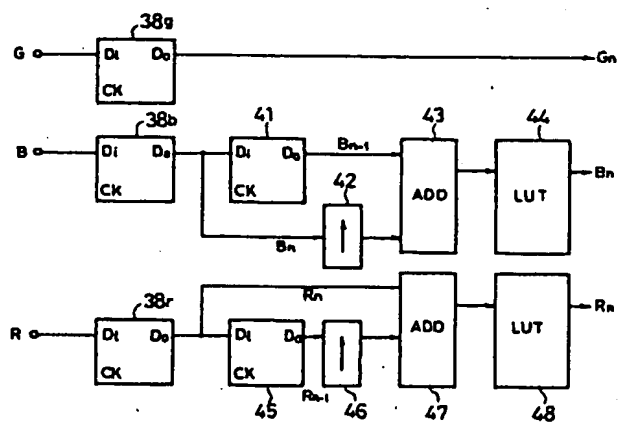 38g
G Di Do Gn
CK
38b 41 43 44
B Di Do Di Do Bn-1 ADD LUT Bn
CK CK 42
Bn
38r Rn
R Di Do Di Do ADD LUT Rn
CK CK
45 Rn-1 46 47 48